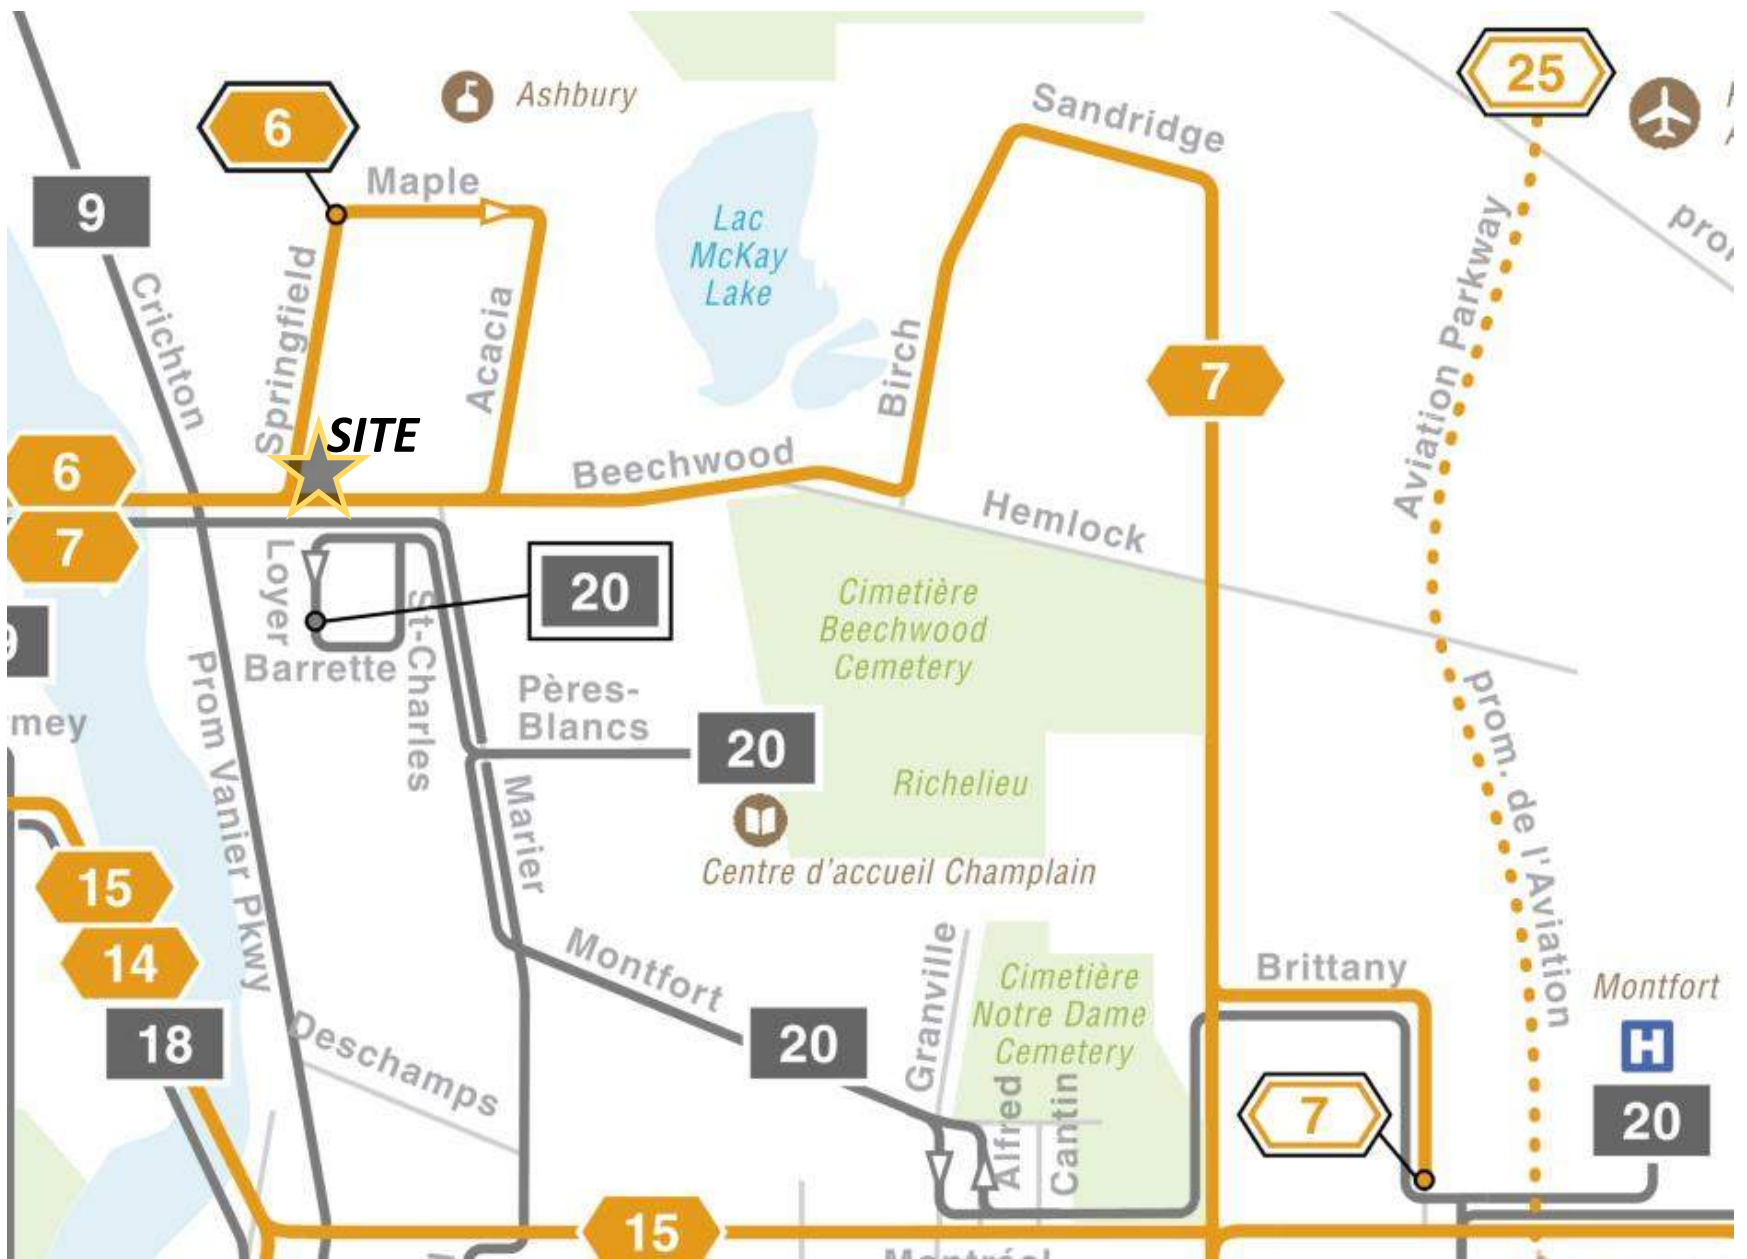 25
Ashbury
Sandridge
6
Maple
9
Lac
McKay
Lake
Aviation Parkway
Crichton
Springfield
Acacia
Birch
7
SITE
6
Beechwood
Hemlock
7
Loyer
20
St-Charles
Cimetière
Beechwood
Cemetery
Barrette
Prom Vanier Pkwy
Pères-
Blancs
20
prom. de l'Aviation
Richelieu
Marier
Centre d'accueil Champlain
15
14
Montfort
Granville
Cimetière
Notre Dame
Cemetery
Brittany
Montfort
H
18
Deschamps
20
Alfred
Cantin
7
20
15